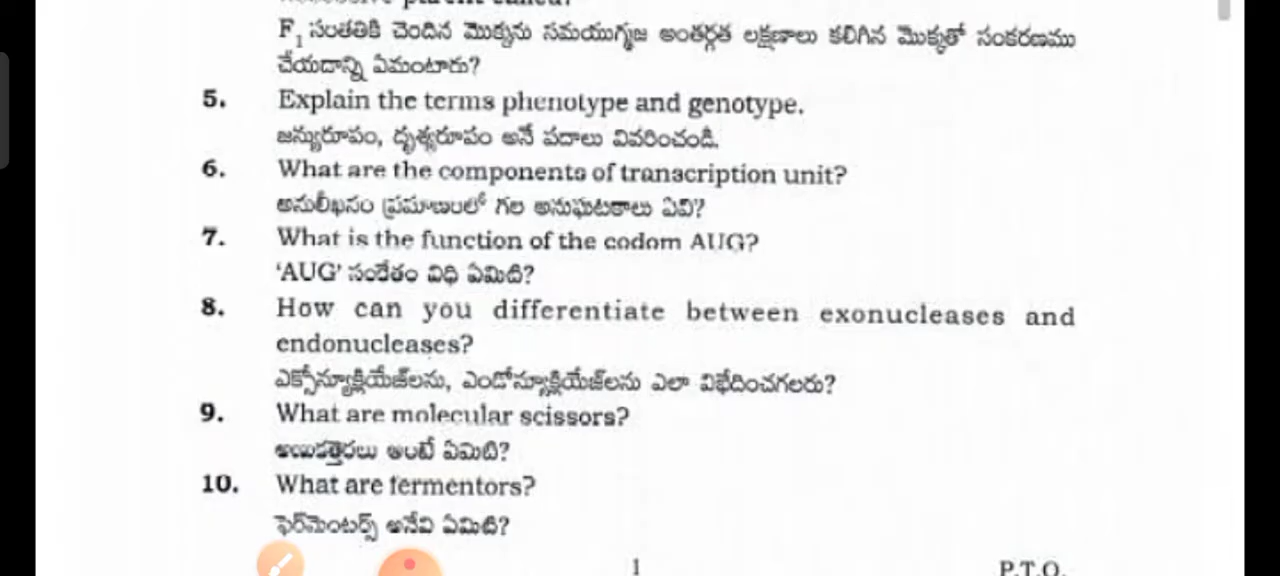 F₁ సంతతికి చెందిన మొక్కను సమయుగ్మజ అంతర్గత లక్షణాలు కలిగిన మొక్కతో సంకరణము
చేయడాన్ని ఏమంటారు?
5. Explain the terms phenotype and genotype.
జన్యురూపం, దృశ్యరూపం అనే పదాలు వివరించండి.
6. What are the components of transcription unit?
అనులేఖనం ప్రమాణంలో గల అనుఘటకాలు ఏవి?
7. What is the function of the codom AUG?
'AUG' సంకేతం విధి ఏమిటి?
8. How can you differentiate between exonucleases and
endonucleases?
ఎక్సోన్యూక్లియేజ్‌లను, ఎండోన్యూక్లియేజ్‌లను ఎలా విభేదించగలరు?
9. What are molecular scissors?
అణుకత్తెరలు అంటే ఏమిటి?
10. What are fermentors?
ఫెర్‌మెంటర్స్ అనేవి ఏమిటి?
1 P.T.O.